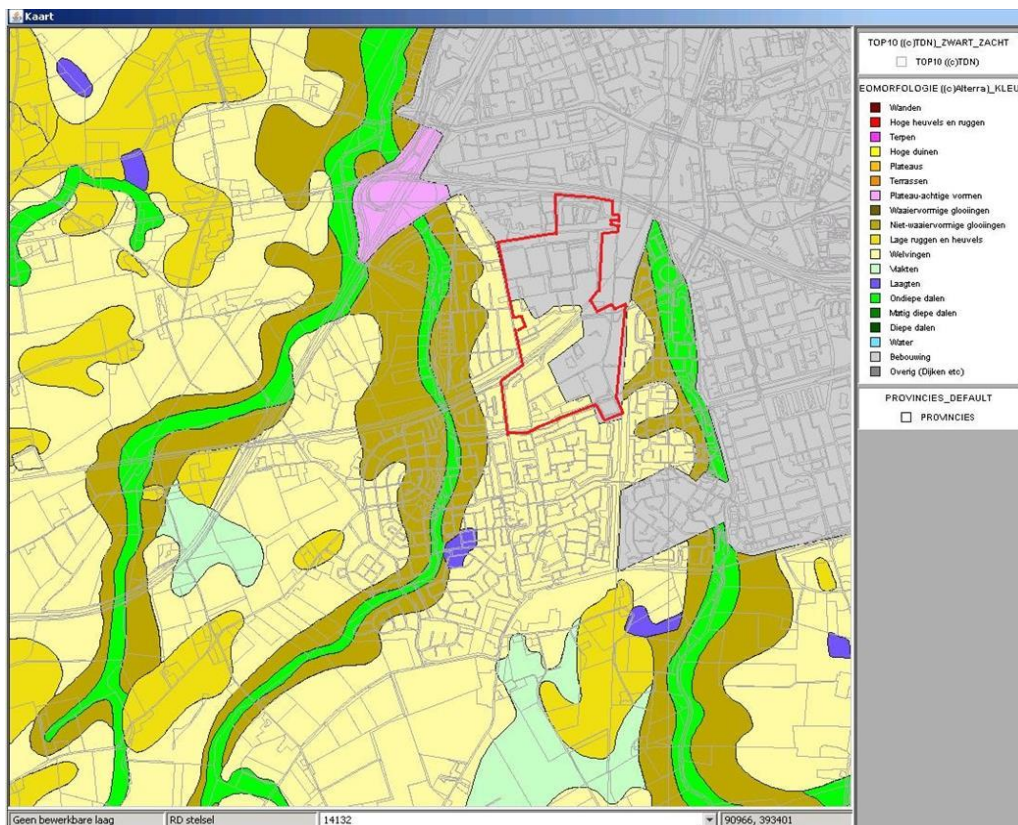 Kaart
TOP10 ((c)TDN)_ZWART_ZACHT
TOP10 ((c)TDN)
EOMORFOLOGIE ((c)Alterra)_KLEU
Wanden
Hoge heuvels en ruggen
Terpen
Hoge duinen
Plateaus
Terrassen
Plateau-achtige vormen
Waaiervormige glooiingen
Niet-waaiervormige glooiingen
Lage ruggen en heuvels
Welvingen
Vlakten
Laagten
Ondiepe dalen
Matig diepe dalen
Diepe dalen
Water
Bebouwing
Overig (Dijken etc)
PROVINCIES_DEFAULT
PROVINCIES
Geen bewerkbare laag
RD stelsel
14132
90966, 393401